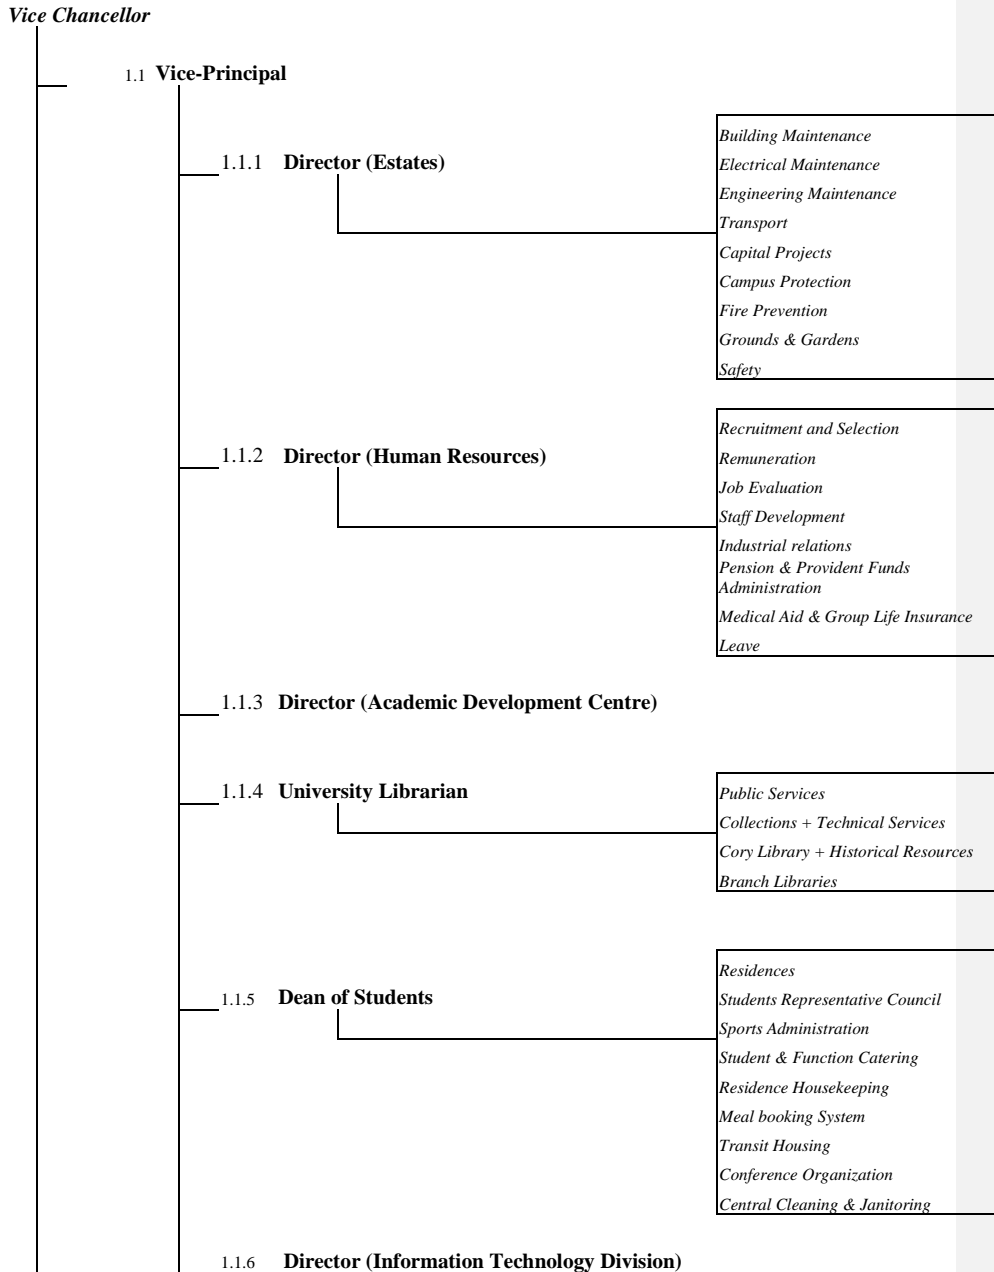 Vice Chancellor
1.1 Vice-Principal
1.1.1 Director (Estates)
Building Maintenance
Electrical Maintenance
Engineering Maintenance
Transport
Capital Projects
Campus Protection
Fire Prevention
Grounds & Gardens
Safety
1.1.2 Director (Human Resources)
Recruitment and Selection
Remuneration
Job Evaluation
Staff Development
Industrial relations
Pension & Provident Funds
Administration
Medical Aid & Group Life Insurance
Leave
1.1.3 Director (Academic Development Centre)
1.1.4 University Librarian
Public Services
Collections + Technical Services
Cory Library + Historical Resources
Branch Libraries
1.1.5 Dean of Students
Residences
Students Representative Council
Sports Administration
Student & Function Catering
Residence Housekeeping
Meal booking System
Transit Housing
Conference Organization
Central Cleaning & Janitoring
1.1.6 Director (Information Technology Division)